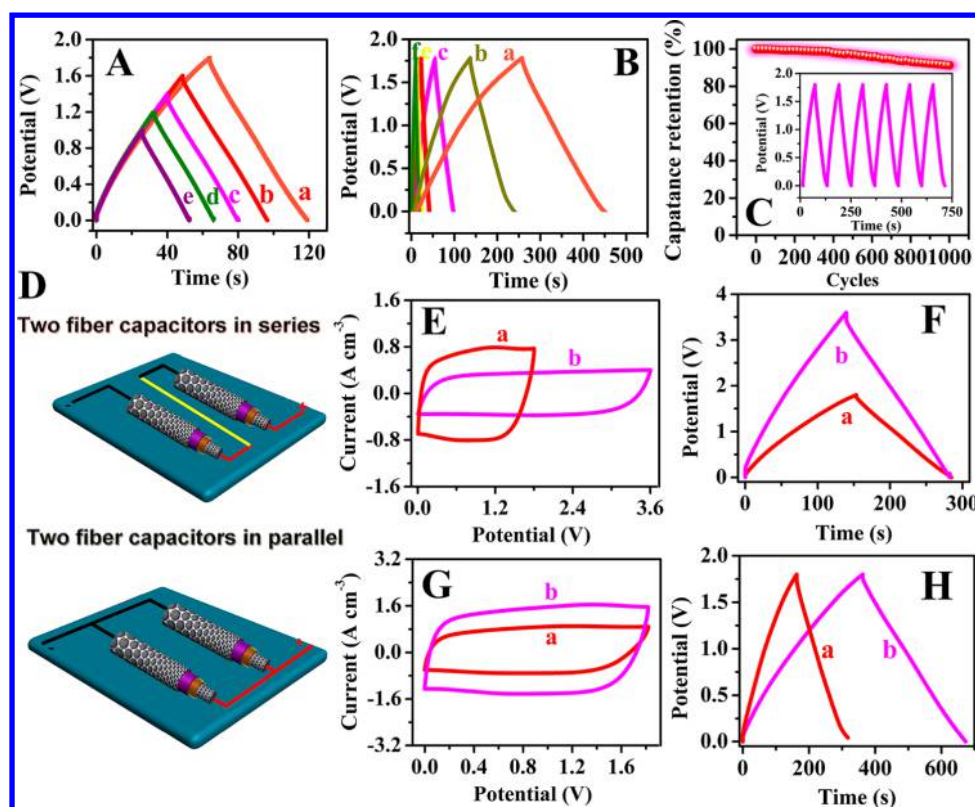 A
Potential (V)
2.0
1.6
1.2
0.8
0.4
0.0
e d c b a
0 40 80 120
Time (s)
B
Potential (V)
2.0
1.5
1.0
0.5
0.0
f e c b a
0 100 200 300 400 500
Time (s)
C
Capatance retention (%)
100
80
60
40
20
0
Potential (V)
2.0
1.5
1.0
0.5
0.0
0 250 500 750
Time (s)
0 200 400 600 800 1000
Cycles
D
Two fiber capacitors in series
Two fiber capacitors in parallel
E
Current (A cm⁻³)
1.6
0.8
0.0
-0.8
-1.6
a
b
0.0 1.2 2.4 3.6
Potential (V)
F
Potential (V)
4
3
2
1
0
b
a
0 100 200 300
Time (s)
G
Current (A cm⁻³)
3.2
1.6
0.0
-1.6
-3.2
b
a
0.0 0.6 1.2 1.8
Potential (V)
H
Potential (V)
2.0
1.5
1.0
0.5
0.0
a b
0 200 400 600
Time (s)